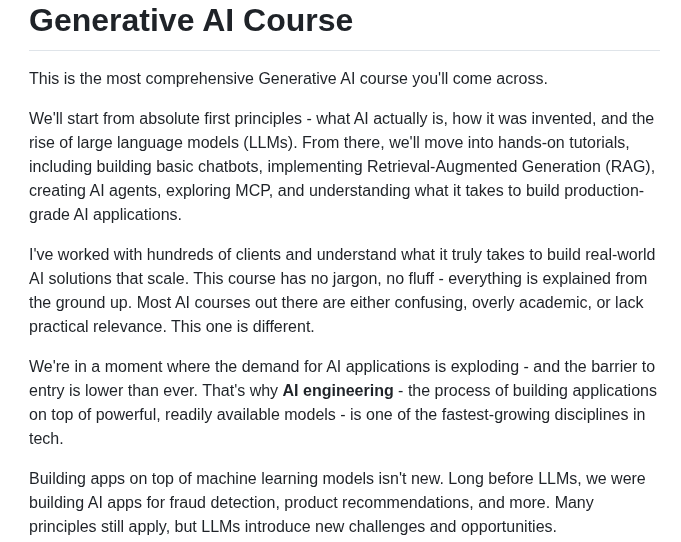 Generative AI Course
This is the most comprehensive Generative AI course you'll come across.
We'll start from absolute first principles - what AI actually is, how it was invented, and the
rise of large language models (LLMs). From there, we'll move into hands-on tutorials,
including building basic chatbots, implementing Retrieval-Augmented Generation (RAG),
creating AI agents, exploring MCP, and understanding what it takes to build production-
grade AI applications.
I've worked with hundreds of clients and understand what it truly takes to build real-world
AI solutions that scale. This course has no jargon, no fluff - everything is explained from
the ground up. Most AI courses out there are either confusing, overly academic, or lack
practical relevance. This one is different.
We're in a moment where the demand for AI applications is exploding - and the barrier to
entry is lower than ever. That's why AI engineering - the process of building applications
on top of powerful, readily available models - is one of the fastest-growing disciplines in
tech.
Building apps on top of machine learning models isn't new. Long before LLMs, we were
building AI apps for fraud detection, product recommendations, and more. Many
principles still apply, but LLMs introduce new challenges and opportunities.